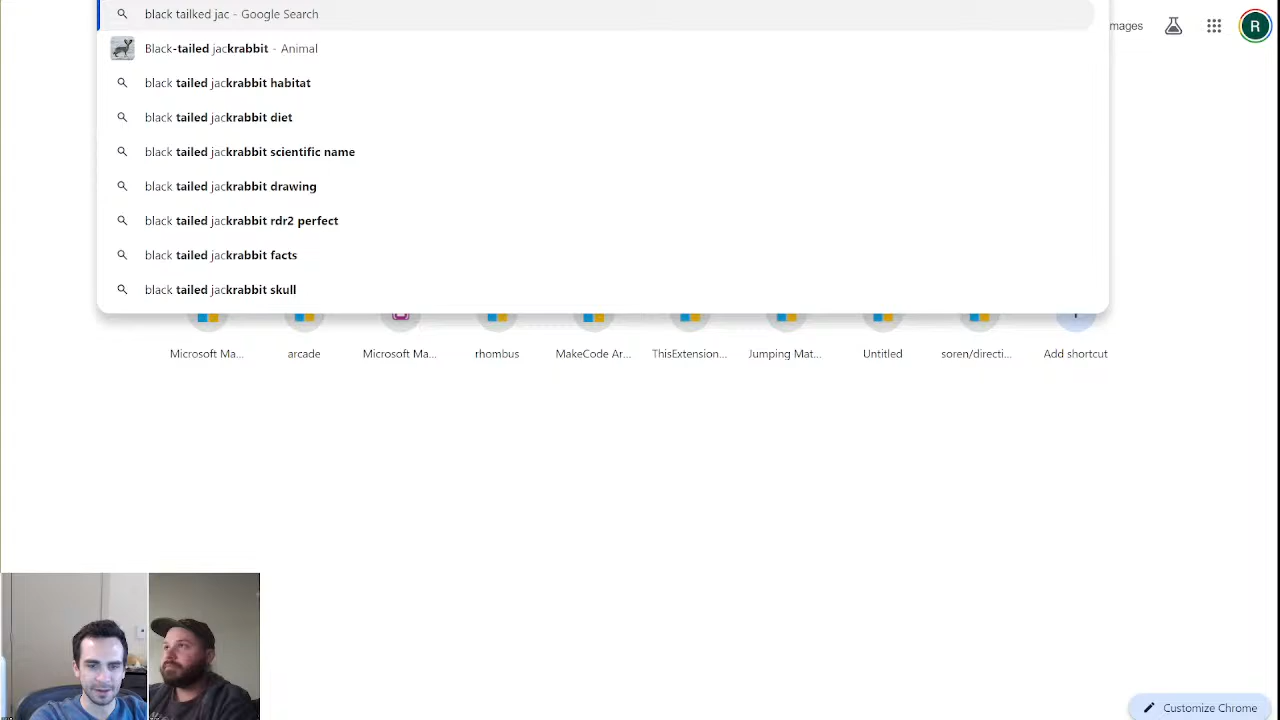 black tailked jac - Google Search
mages
R
Black-tailed jackrabbit - Animal
black tailed jackrabbit habitat
black tailed jackrabbit diet
black tailed jackrabbit scientific name
black tailed jackrabbit drawing
black tailed jackrabbit rdr2 perfect
black tailed jackrabbit facts
black tailed jackrabbit skull
Microsoft Ma... arcade Microsoft Ma... rhombus MakeCode Ar... ThisExtension... Jumping Mat... Untitled soren/directi... Add shortcut
Customize Chrome